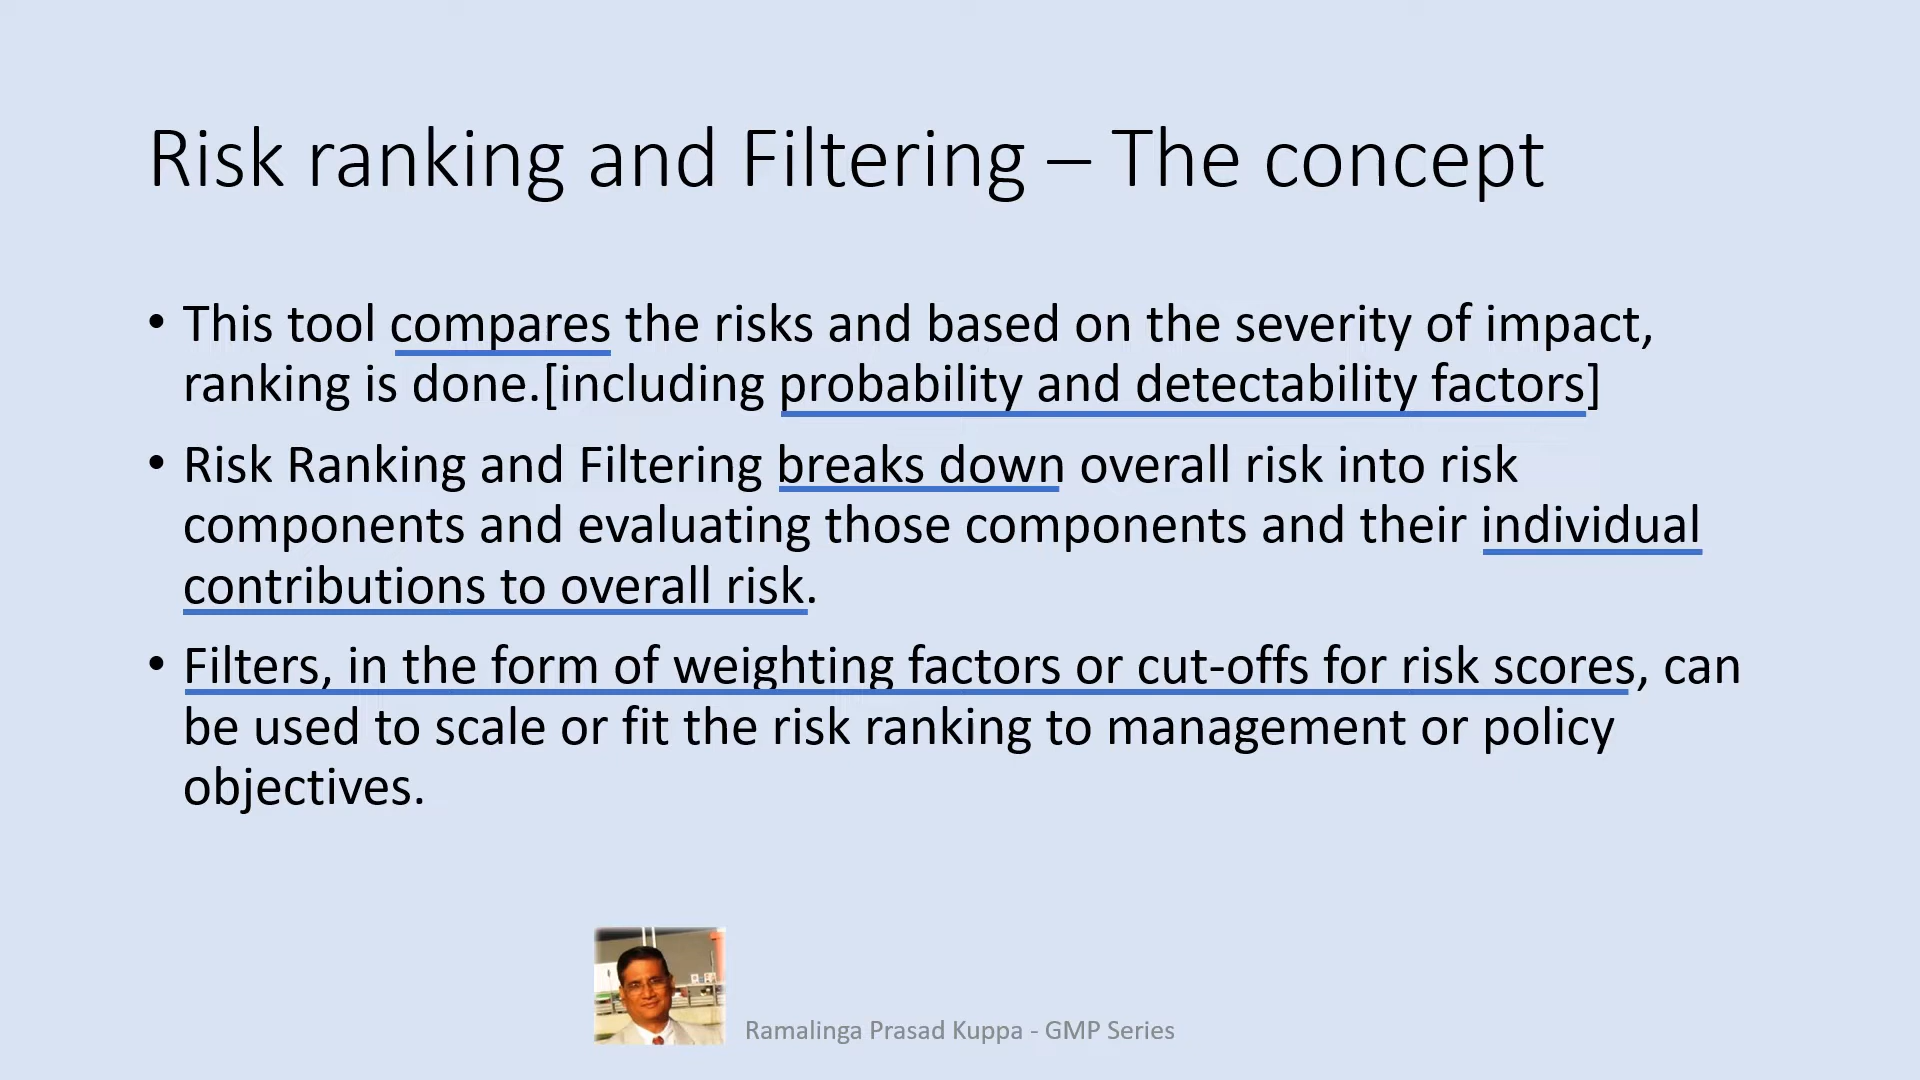 Risk ranking and Filtering – The concept
• This tool compares the risks and based on the severity of impact,
ranking is done.[including probability and detectability factors]
• Risk Ranking and Filtering breaks down overall risk into risk
components and evaluating those components and their individual
contributions to overall risk.
• Filters, in the form of weighting factors or cut-offs for risk scores, can
be used to scale or fit the risk ranking to management or policy
objectives.
Ramalinga Prasad Kuppa - GMP Series